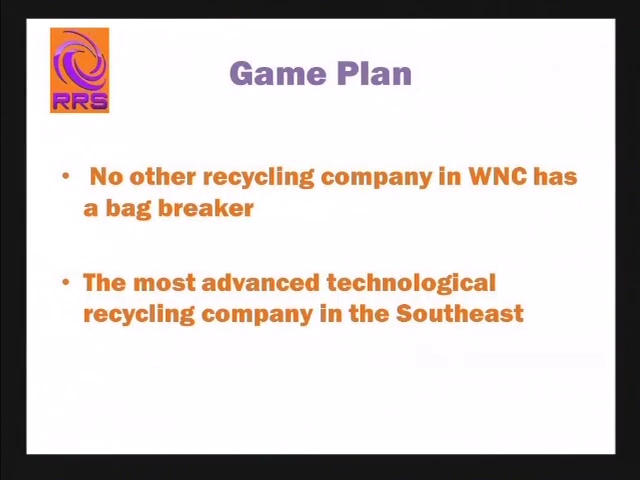 RRS
Game Plan
• No other recycling company in WNC has
a bag breaker
• The most advanced technological
recycling company in the Southeast